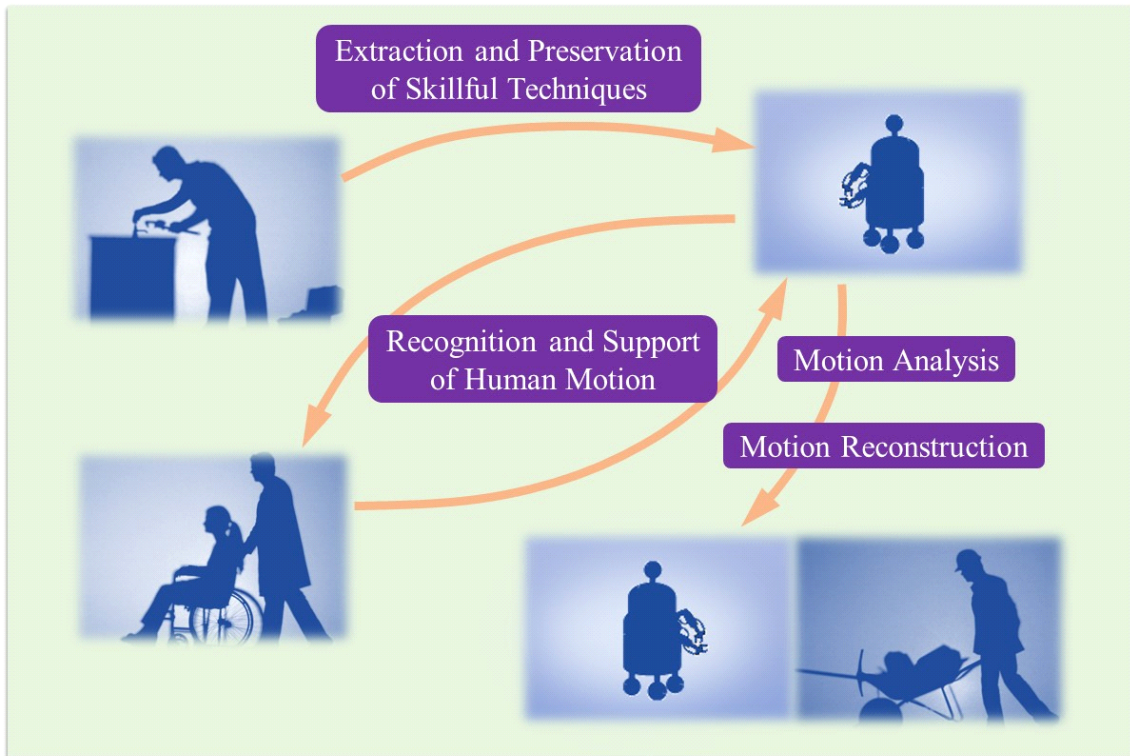 Extraction and Preservation
of Skillful Techniques
Recognition and Support
of Human Motion
Motion Analysis
Motion Reconstruction